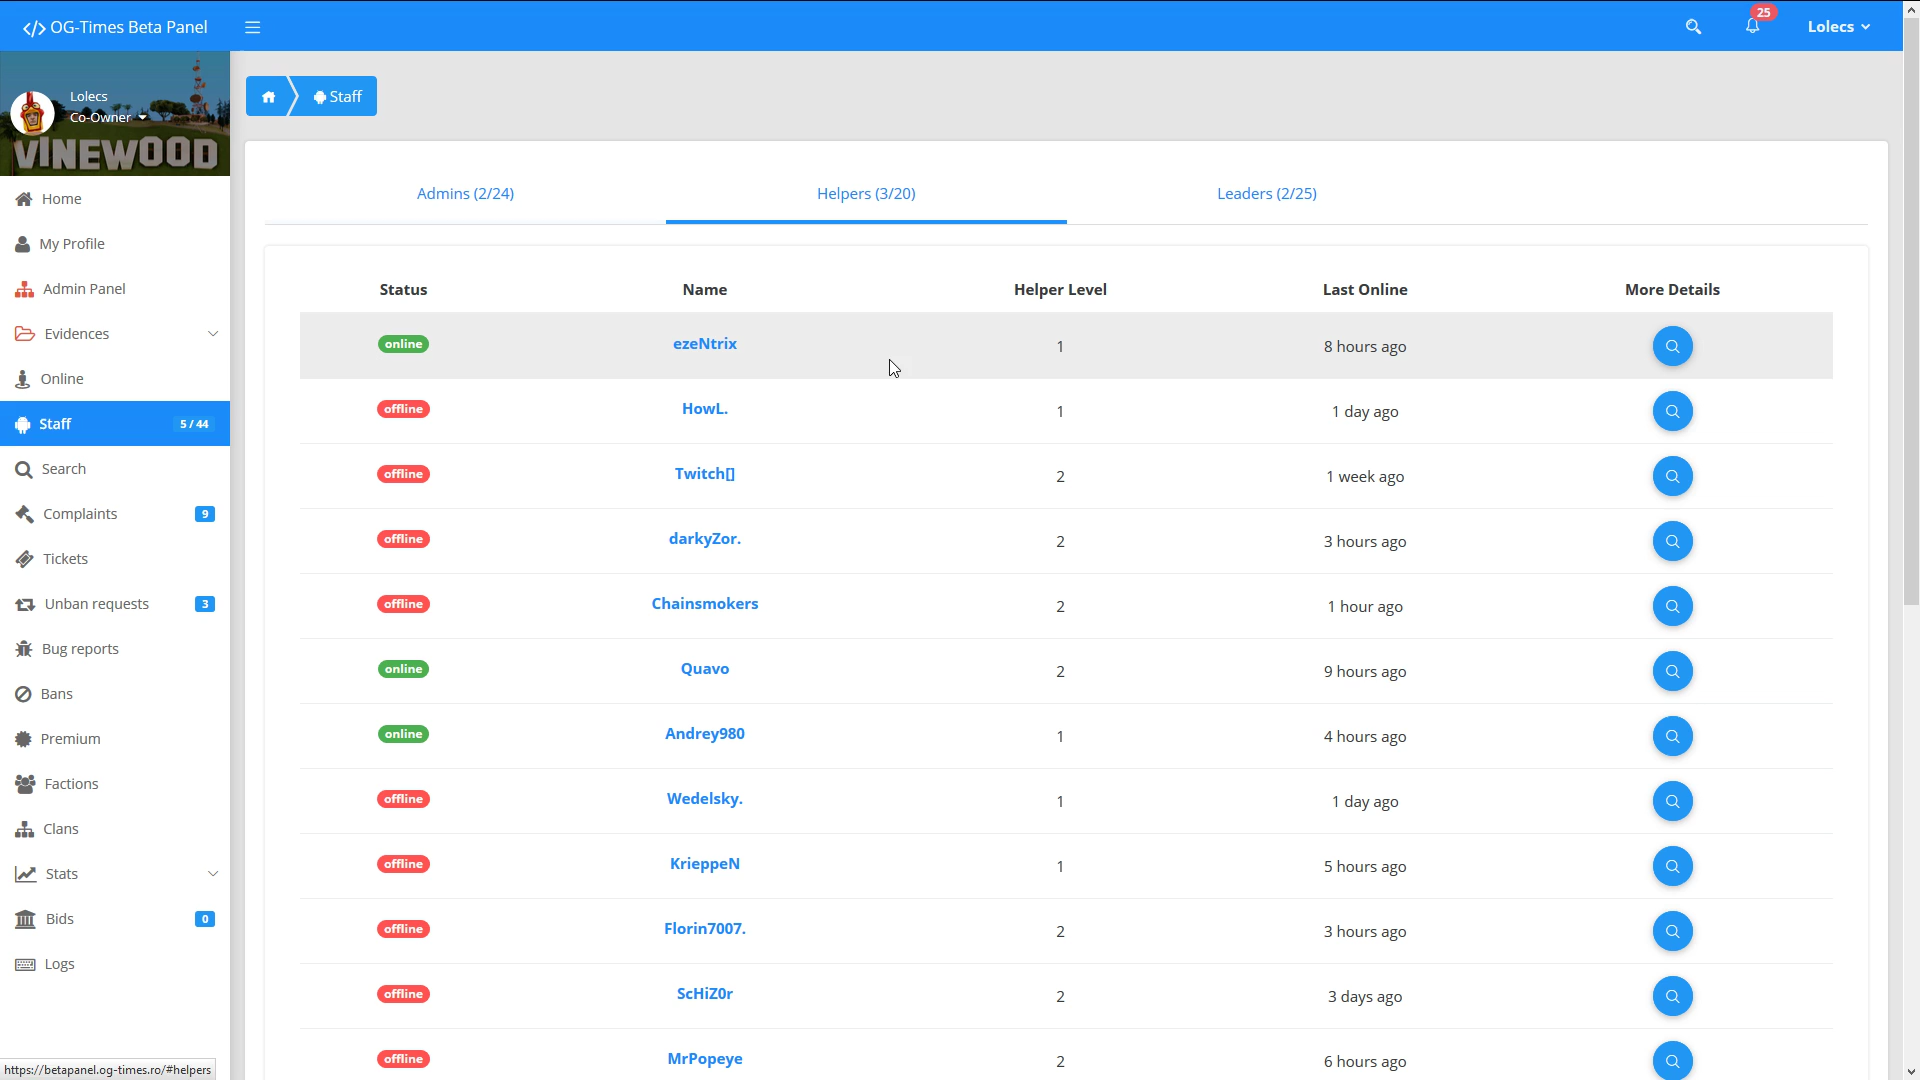 </> OG-Times Beta Panel
25
Lolecs
Lolecs
Co-Owner
VINEWOOD
Home
My Profile
Admin Panel
Evidences
Online
Staff 5 / 44
Search
Complaints 9
Tickets
Unban requests 3
Bug reports
Bans
Premium
Factions
Clans
Stats
Bids 0
Logs
Staff
Admins (2/24) Helpers (3/20) Leaders (2/25)
Status Name Helper Level Last Online More Details
online ezeNtrix 1 8 hours ago
offline HowL. 1 1 day ago
offline Twitch[] 2 1 week ago
offline darkyZor. 2 3 hours ago
offline Chainsmokers 2 1 hour ago
online Quavo 2 9 hours ago
online Andrey980 1 4 hours ago
offline Wedelsky. 1 1 day ago
offline KrieppeN 1 5 hours ago
offline Florin7007. 2 3 hours ago
offline ScHiZ0r 2 3 days ago
offline MrPopeye 2 6 hours ago
https://betapanel.og-times.ro/#helpers